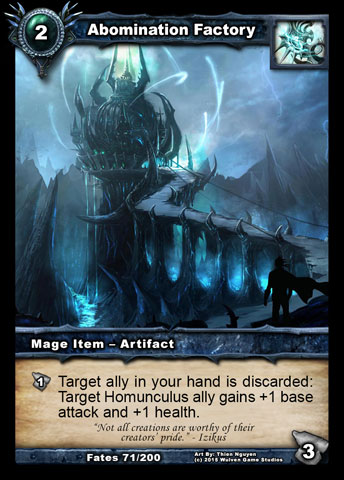 2
Abomination Factory
Mage Item – Artifact
1
Target ally in your hand is discarded:
Target Homunculus ally gains +1 base
attack and +1 health.
"Not all creations are worthy of their
creators' pride." - Izikus
3
Fates 71/200
Art By: Thien Nguyen
(c) 2015 Wulven Game Studios